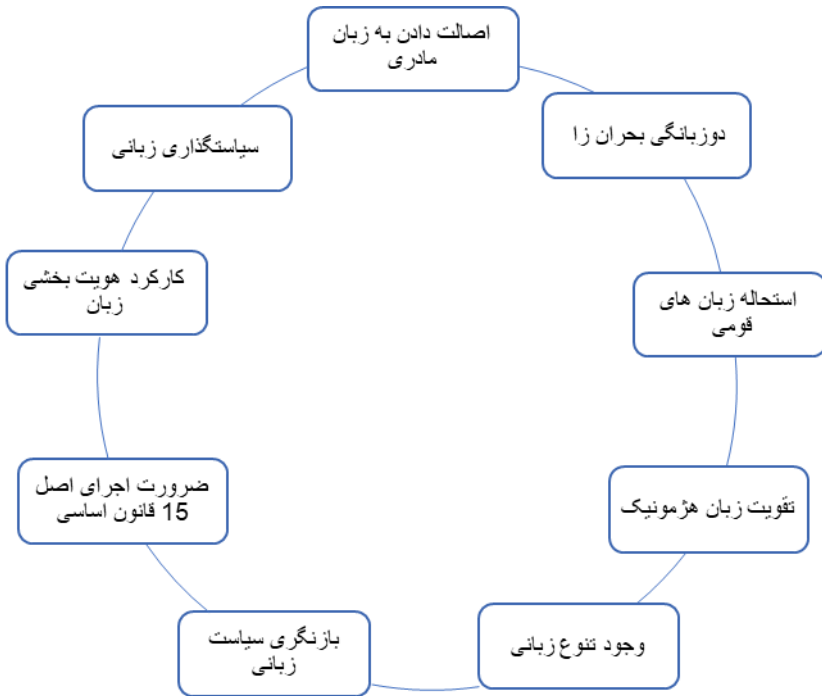 اصالت دادن به زبان
مادری
دوزبانگی بحران زا
استحاله زبان های
قومی
تقویت زبان هژمونیک
وجود تنوع زبانی
بازنگری سیاست
زبانی
ضرورت اجرای اصل
15 قانون اساسی
کارکرد هویت بخشی
زبان
سیاستگذاری زبانی